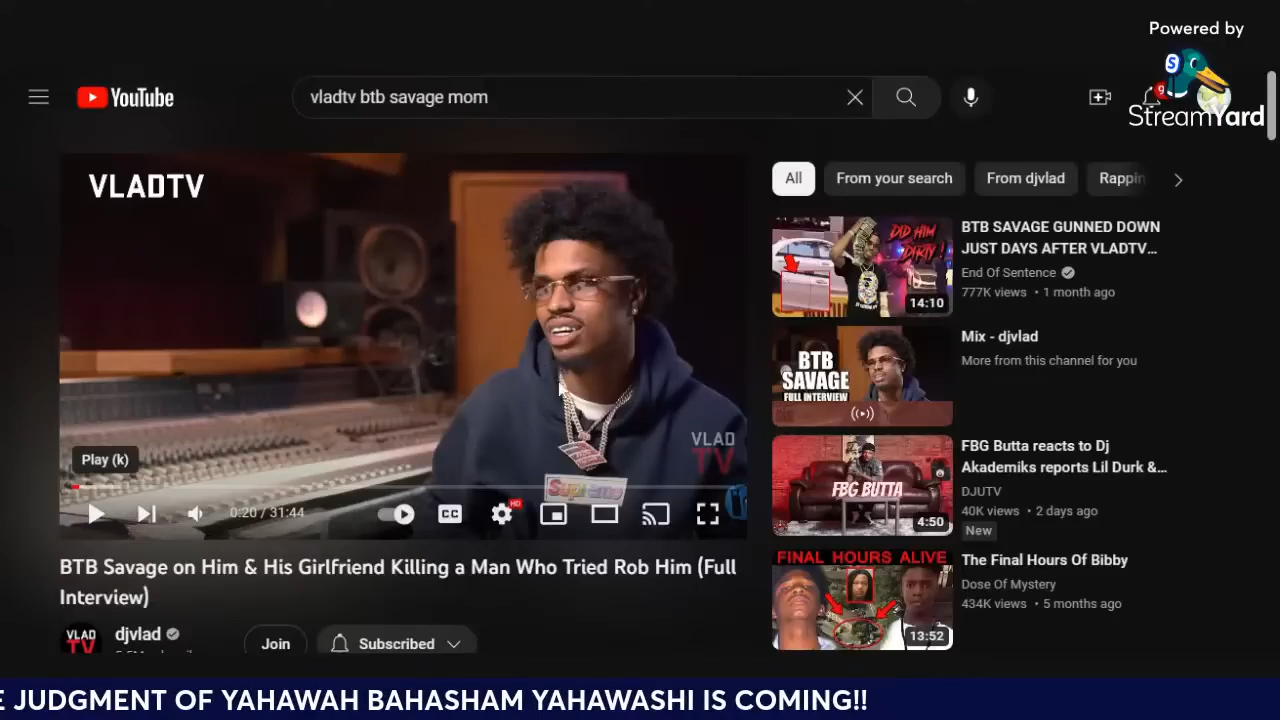 Powered by
StreamYard
YouTube
vladtv btb savage mom
9
S
VLADTV
VLAD
TV
Supreme
Play (k)
0:20 / 31:44
CC
HD
BTB Savage on Him & His Girlfriend Killing a Man Who Tried Rob Him (Full
Interview)
VLAD
TV
djvlad
Join
Subscribed
All
From your search
From djvlad
Rappin
DID HIM
DIRTY!
14:10
BTB SAVAGE GUNNED DOWN
JUST DAYS AFTER VLADTV…
End Of Sentence
777K views • 1 month ago
BTB
SAVAGE
FULL INTERVIEW
Mix - djvlad
More from this channel for you
FBG BUTTA
4:50
FBG Butta reacts to Dj
Akademiks reports Lil Durk &…
DJUTV
40K views • 2 days ago
New
FINAL HOURS ALIVE
13:52
The Final Hours Of Bibby
Dose Of Mystery
434K views • 5 months ago
E JUDGMENT OF YAHAWAH BAHASHAM YAHAWASHI IS COMING!!